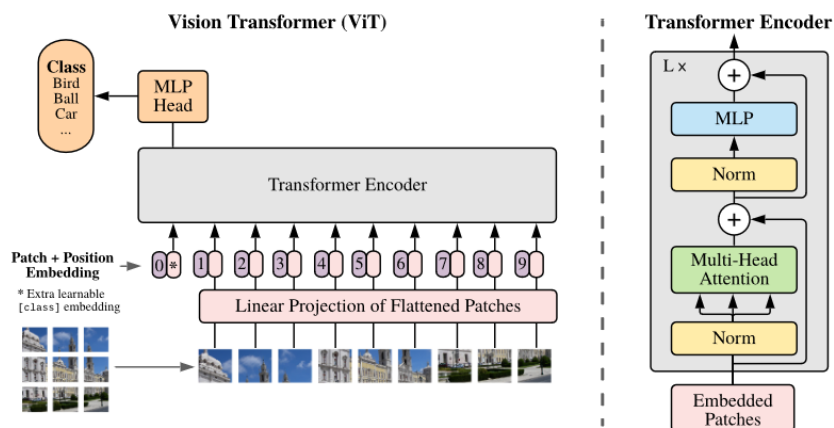 Vision Transformer (ViT)
Class
Bird
Ball
Car
...
MLP
Head
Transformer Encoder
Patch + Position
Embedding
0 * 1 2 3 4 5 6 7 8 9
* Extra learnable
[class] embedding
Linear Projection of Flattened Patches
Transformer Encoder
L ×
+
MLP
Norm
+
Multi-Head
Attention
Norm
Embedded
Patches